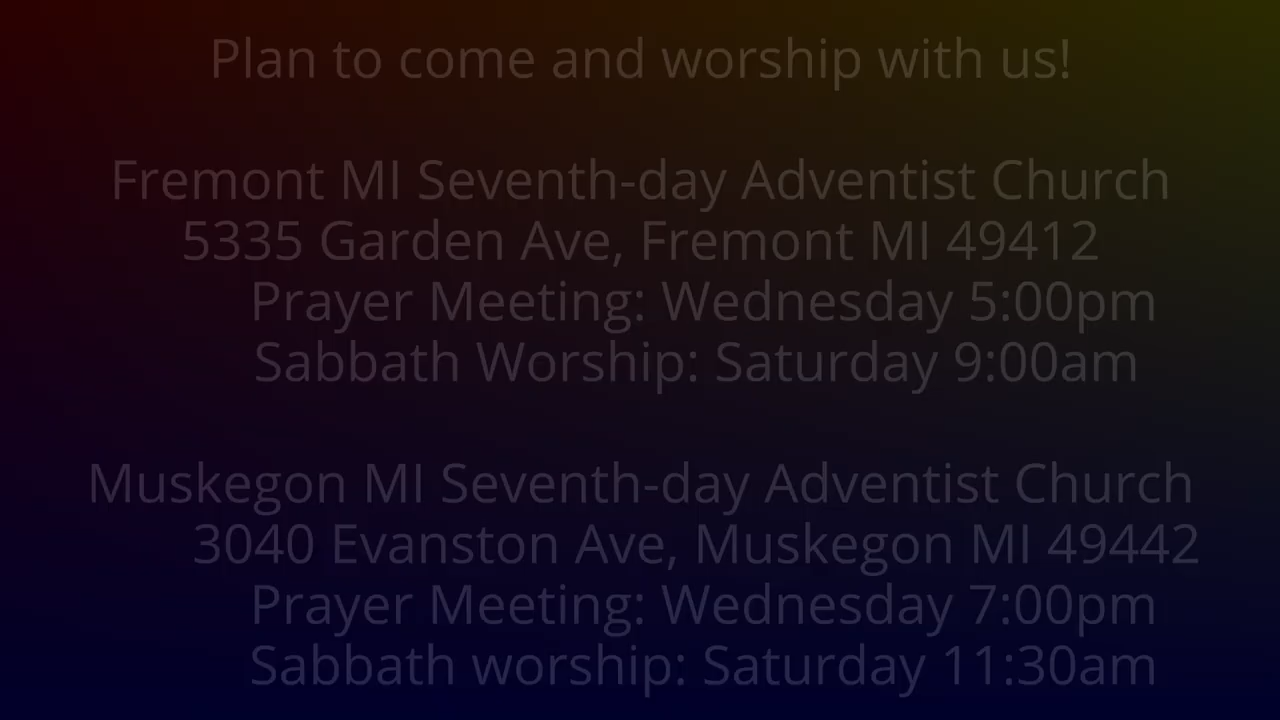 Plan to come and worship with us!
Fremont MI Seventh-day Adventist Church
5335 Garden Ave, Fremont MI 49412
Prayer Meeting: Wednesday 5:00pm
Sabbath Worship: Saturday 9:00am
Muskegon MI Seventh-day Adventist Church
3040 Evanston Ave, Muskegon MI 49442
Prayer Meeting: Wednesday 7:00pm
Sabbath worship: Saturday 11:30am